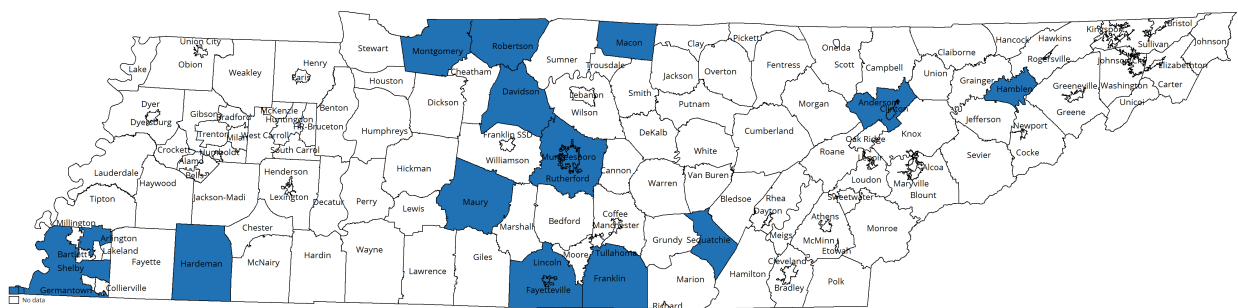 Bristol
Kingsport
Hancock
Hawkins
Sullivan
Johnson
Union City
Stewart
Montgomery
Robertson
Macon
Clay
Pickett
Oneida
Scott
Claiborne
Rogersville
Elizabethton
Obion
Henry
Lake
Weakley
Paris
Houston
Cheatham
Sumner
Trousdale
Jackson
Overton
Fentress
Campbell
Union
Grainger
Hamblen
Greeneville
Washington
Carter
Unicoi
Dyer
Dyersburg
Gibson
Bradford
McKenzie
Huntingdon
Benton
Dickson
Davidson
Lebanon
Wilson
Smith
Putnam
Morgan
Anderson
Clinton
Jefferson
Greene
Trenton
Milan
West Carroll
HR-Bruceton
Humphreys
Franklin SSD
Williamson
DeKalb
Cumberland
Oak Ridge
Knox
Newport
Crockett
Alamo
Humboldt
South Carrol
Bells
Murfreesboro
Rutherford
Cannon
White
Roane
Lenoir
Alcoa
Sevier
Cocke
Lauderdale
Haywood
Henderson
Lexington
Hickman
Warren
Van Buren
Loudon
Maryville
Blount
Tipton
Jackson-Madi
Decatur
Perry
Lewis
Maury
Bedford
Coffee
Manchester
Bledsoe
Rhea
Dayton
Sweetwater
Athens
Monroe
Millington
Chester
Marshall
Arlington
Lakeland
Bartlett
Shelby
Germantown
Collierville
Fayette
Hardeman
McNairy
Hardin
Wayne
Lawrence
Giles
Moore
Lincoln
Fayetteville
Tullahoma
Franklin
Grundy
Sequatchie
Marion
Hamilton
Meigs
McMinn
Etowah
Cleveland
Bradley
Polk
No data